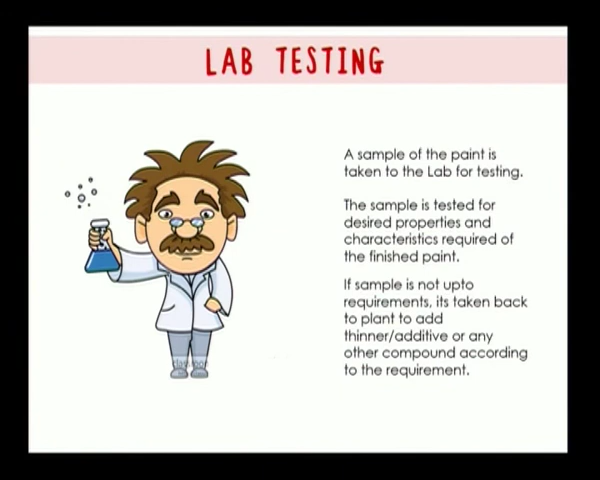 LAB TESTING
A sample of the paint is
taken to the Lab for testing.
The sample is tested for
desired properties and
characteristics required of
the finished paint.
If sample is not upto
requirements, its taken back
to plant to add
thinner/additive or any
other compound according
to the requirement.